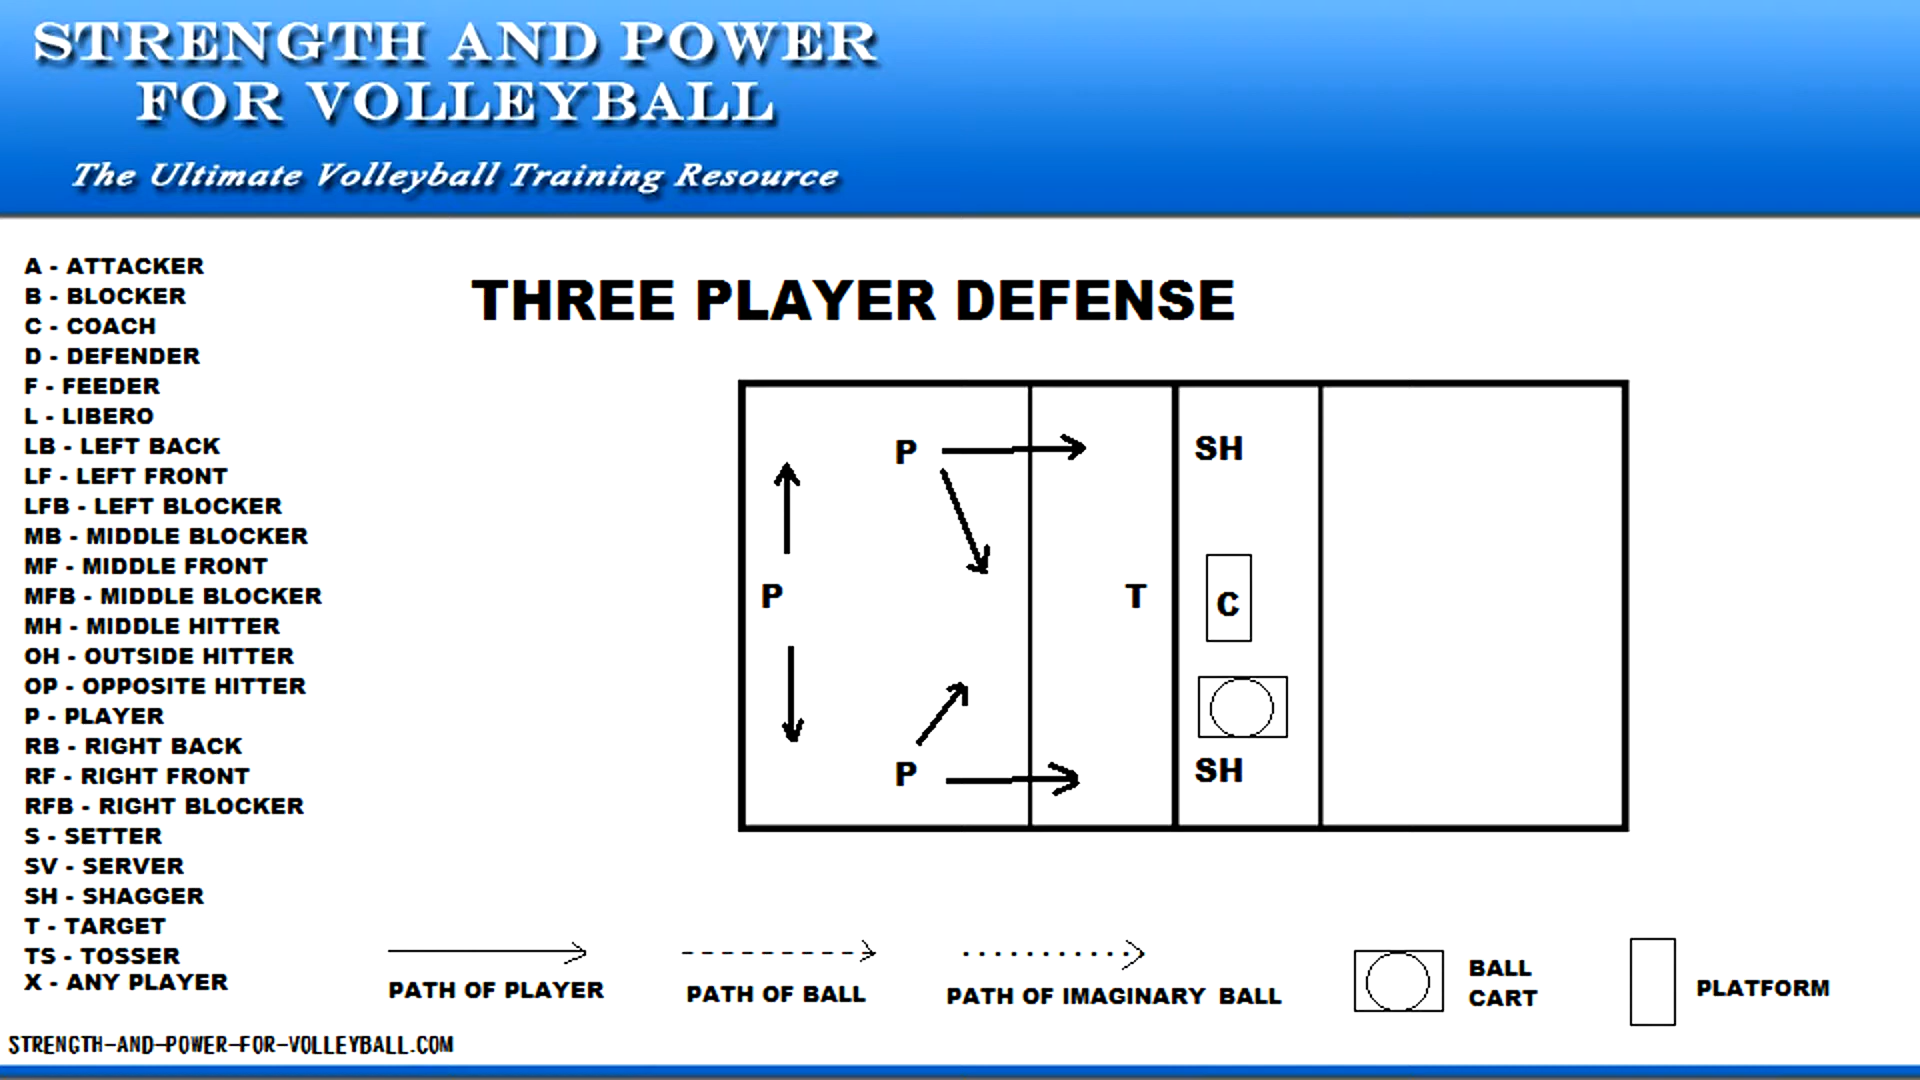 STRENGTH AND POWER
FOR VOLLEYBALL
The Ultimate Volleyball Training Resource
A - ATTACKER
B - BLOCKER
C - COACH
D - DEFENDER
F - FEEDER
L - LIBERO
LB - LEFT BACK
LF - LEFT FRONT
LFB - LEFT BLOCKER
MB - MIDDLE BLOCKER
MF - MIDDLE FRONT
MFB - MIDDLE BLOCKER
MH - MIDDLE HITTER
OH - OUTSIDE HITTER
OP - OPPOSITE HITTER
P - PLAYER
RB - RIGHT BACK
RF - RIGHT FRONT
RFB - RIGHT BLOCKER
S - SETTER
SV - SERVER
SH - SHAGGER
T - TARGET
TS - TOSSER
X - ANY PLAYER
THREE PLAYER DEFENSE
P
SH
P
T
C
P
SH
PATH OF PLAYER
PATH OF BALL
PATH OF IMAGINARY BALL
BALL
CART
PLATFORM
STRENGTH-AND-POWER-FOR-VOLLEYBALL.COM